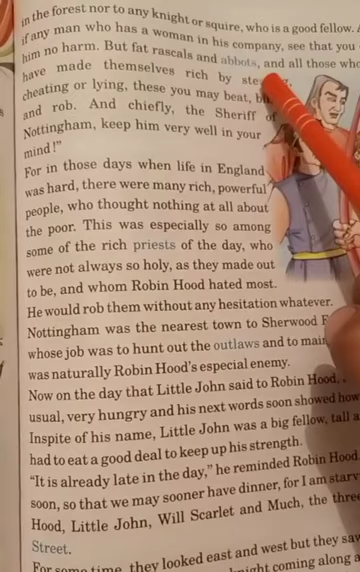 in the forest nor to any knight or squire, who is a good fellow.
if any man who has a woman in his company, see that you
him no harm. But fat rascals and abbots, and all those who
have made themselves rich by
cheating or lying, these you may beat,
and rob. And chiefly, the Sheriff of
Nottingham, keep him very well in your
mind!"
For in those days when life in England
was hard, there were many rich, powerful
people, who thought nothing at all about
the poor. This was especially so among
some of the rich priests of the day, who
were not always so holy, as they made out
to be, and whom Robin Hood hated most.
He would rob them without any hesitation whatever.
Nottingham was the nearest town to Sherwood
whose job was to hunt out the outlaws and to
was naturally Robin Hood's especial enemy.
Now on the day that Little John said to Robin Hood,
usual, very hungry and his next words soon showed how
Inspite of his name, Little John was a big fellow, tall
had to eat a good deal to keep up his strength.
"It is already late in the day," he reminded Robin Hood.
soon, so that we may sooner have dinner, for I am
Hood, Little John, Will Scarlet and Much, the
Street.
For some time, they looked east and west but they saw
coming along